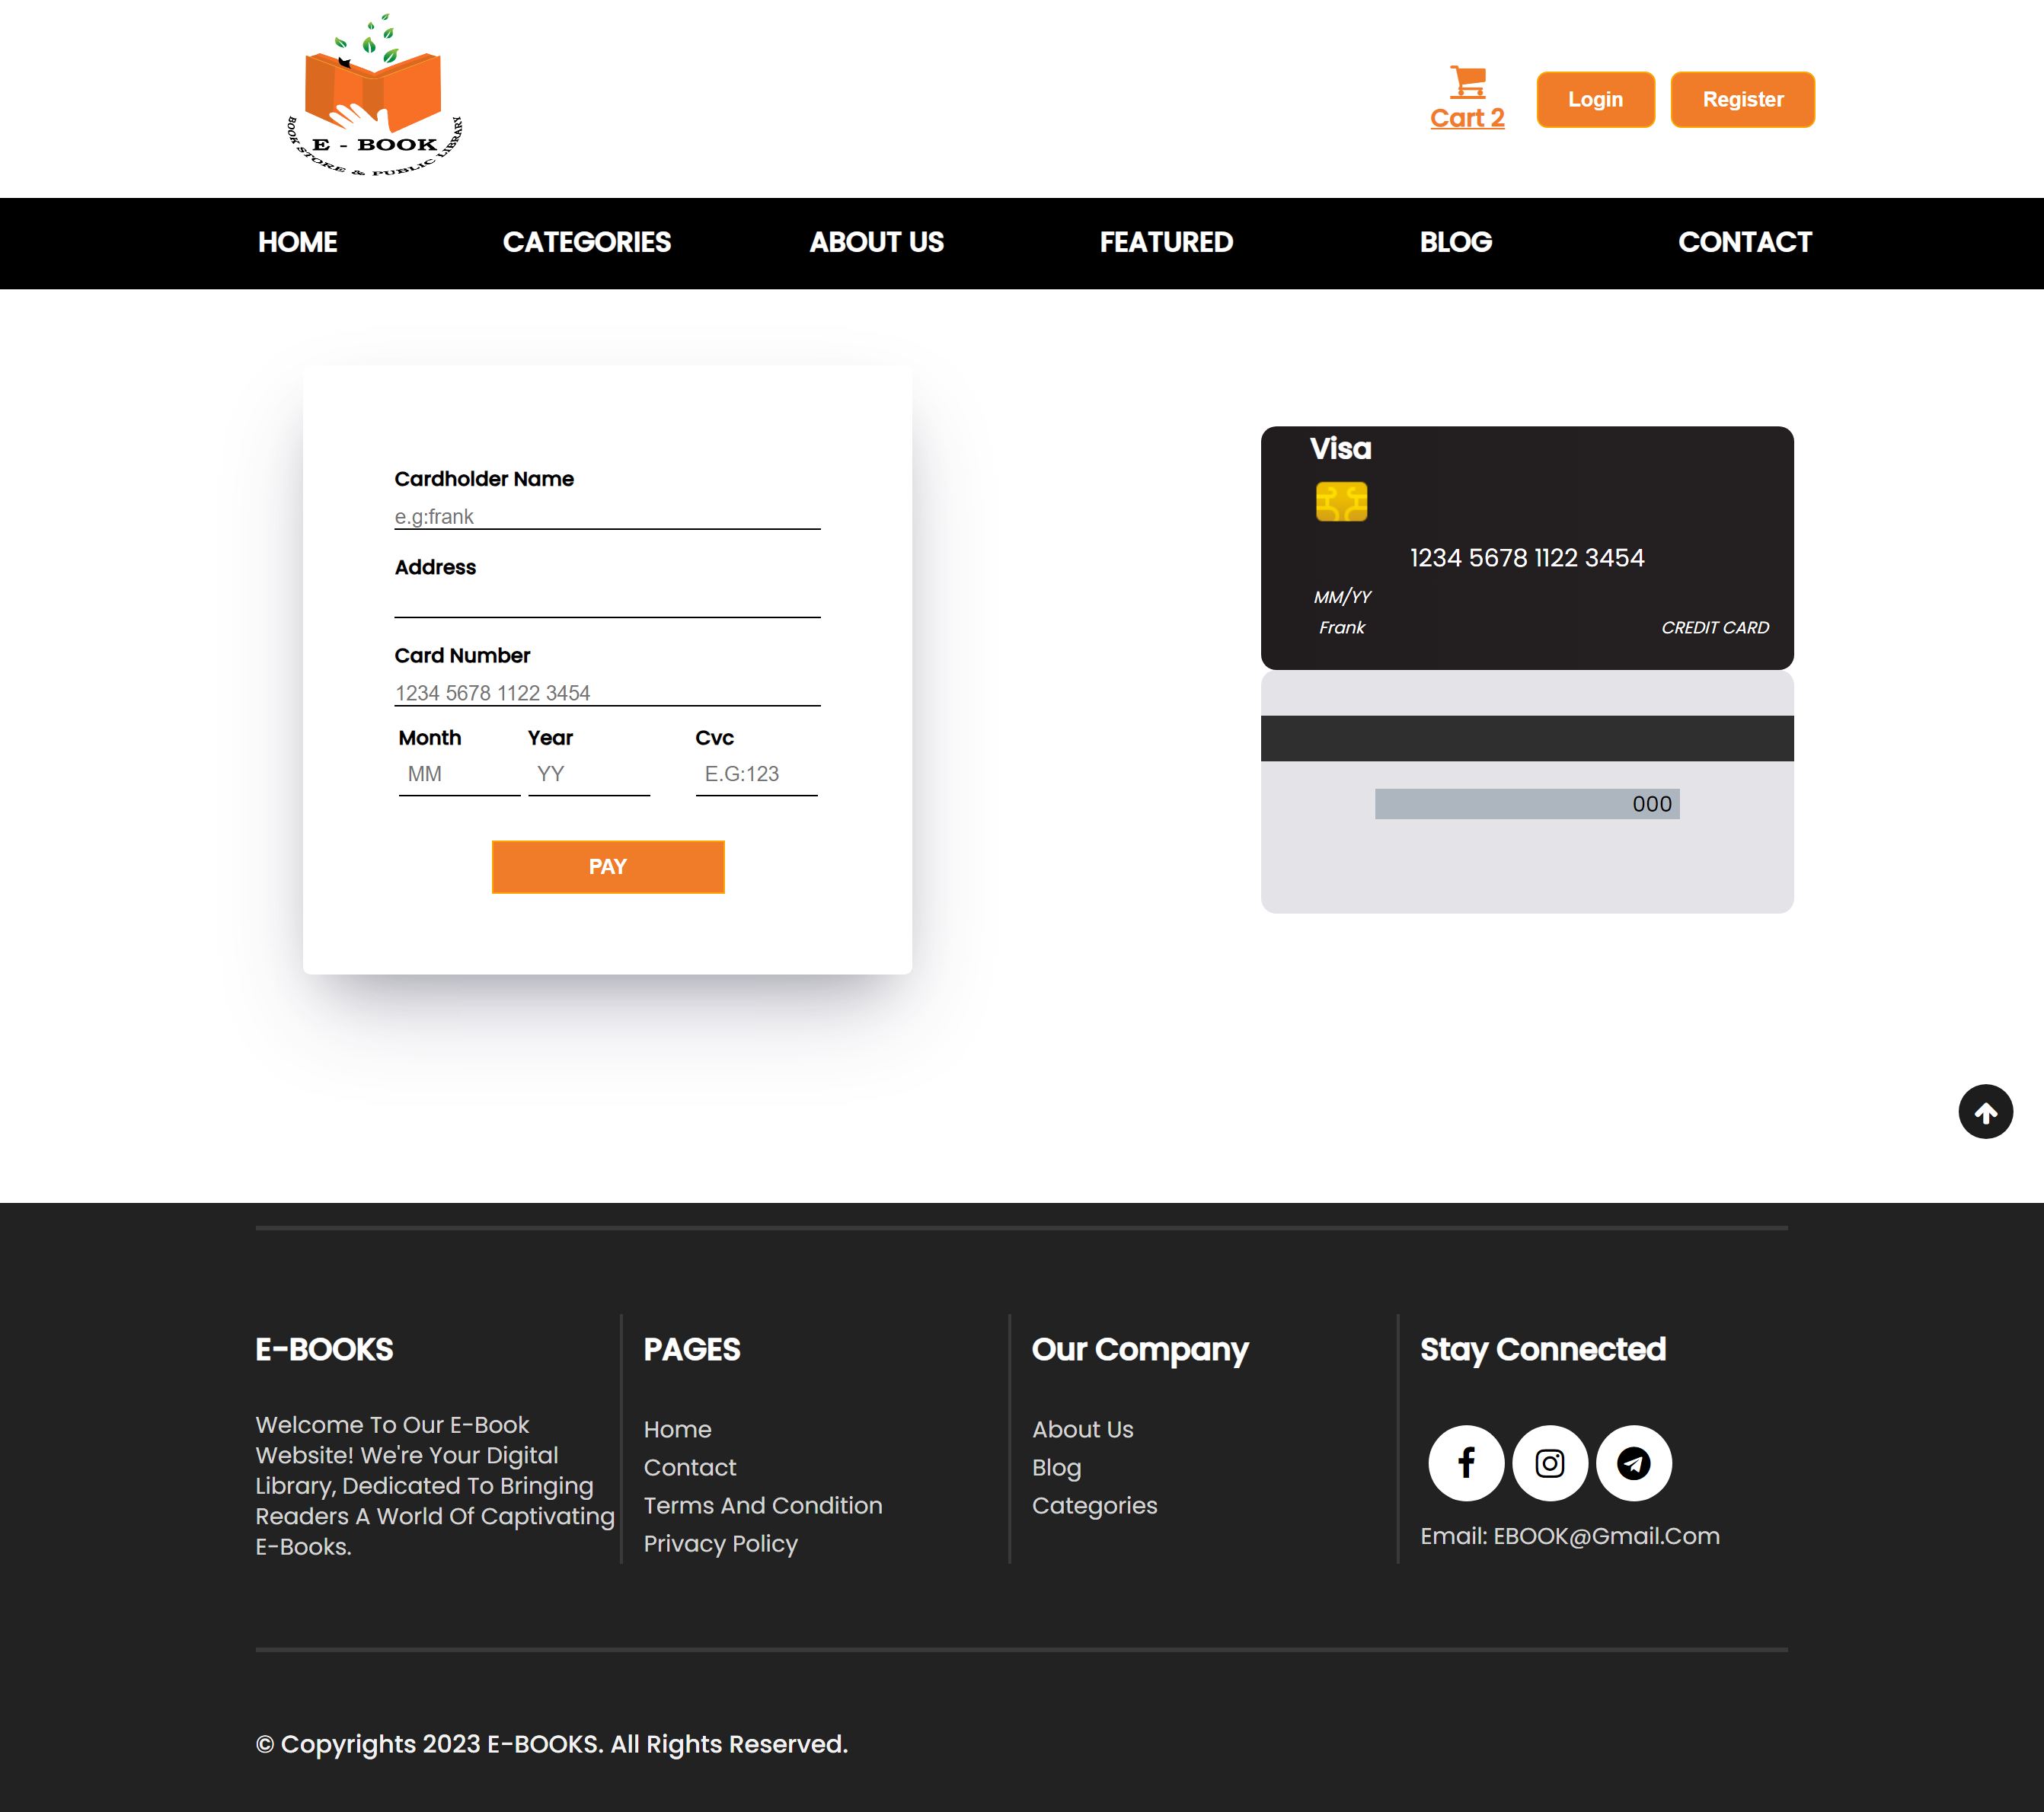 E - BOOK
BOOK STORE & PUBLIC LIBRARY
Cart 2
Login
Register
HOME
CATEGORIES
ABOUT US
FEATURED
BLOG
CONTACT
Cardholder Name
e.g:frank
Address
Card Number
1234 5678 1122 3454
Month
Year
Cvc
MM
YY
E.G:123
PAY
Visa
1234 5678 1122 3454
MM/YY
Frank
CREDIT CARD
000
E-BOOKS
Welcome To Our E-Book
Website! We're Your Digital
Library, Dedicated To Bringing
Readers A World Of Captivating
E-Books.
PAGES
Home
Contact
Terms And Condition
Privacy Policy
Our Company
About Us
Blog
Categories
Stay Connected
Email: EBOOK@Gmail.Com
© Copyrights 2023 E-BOOKS. All Rights Reserved.